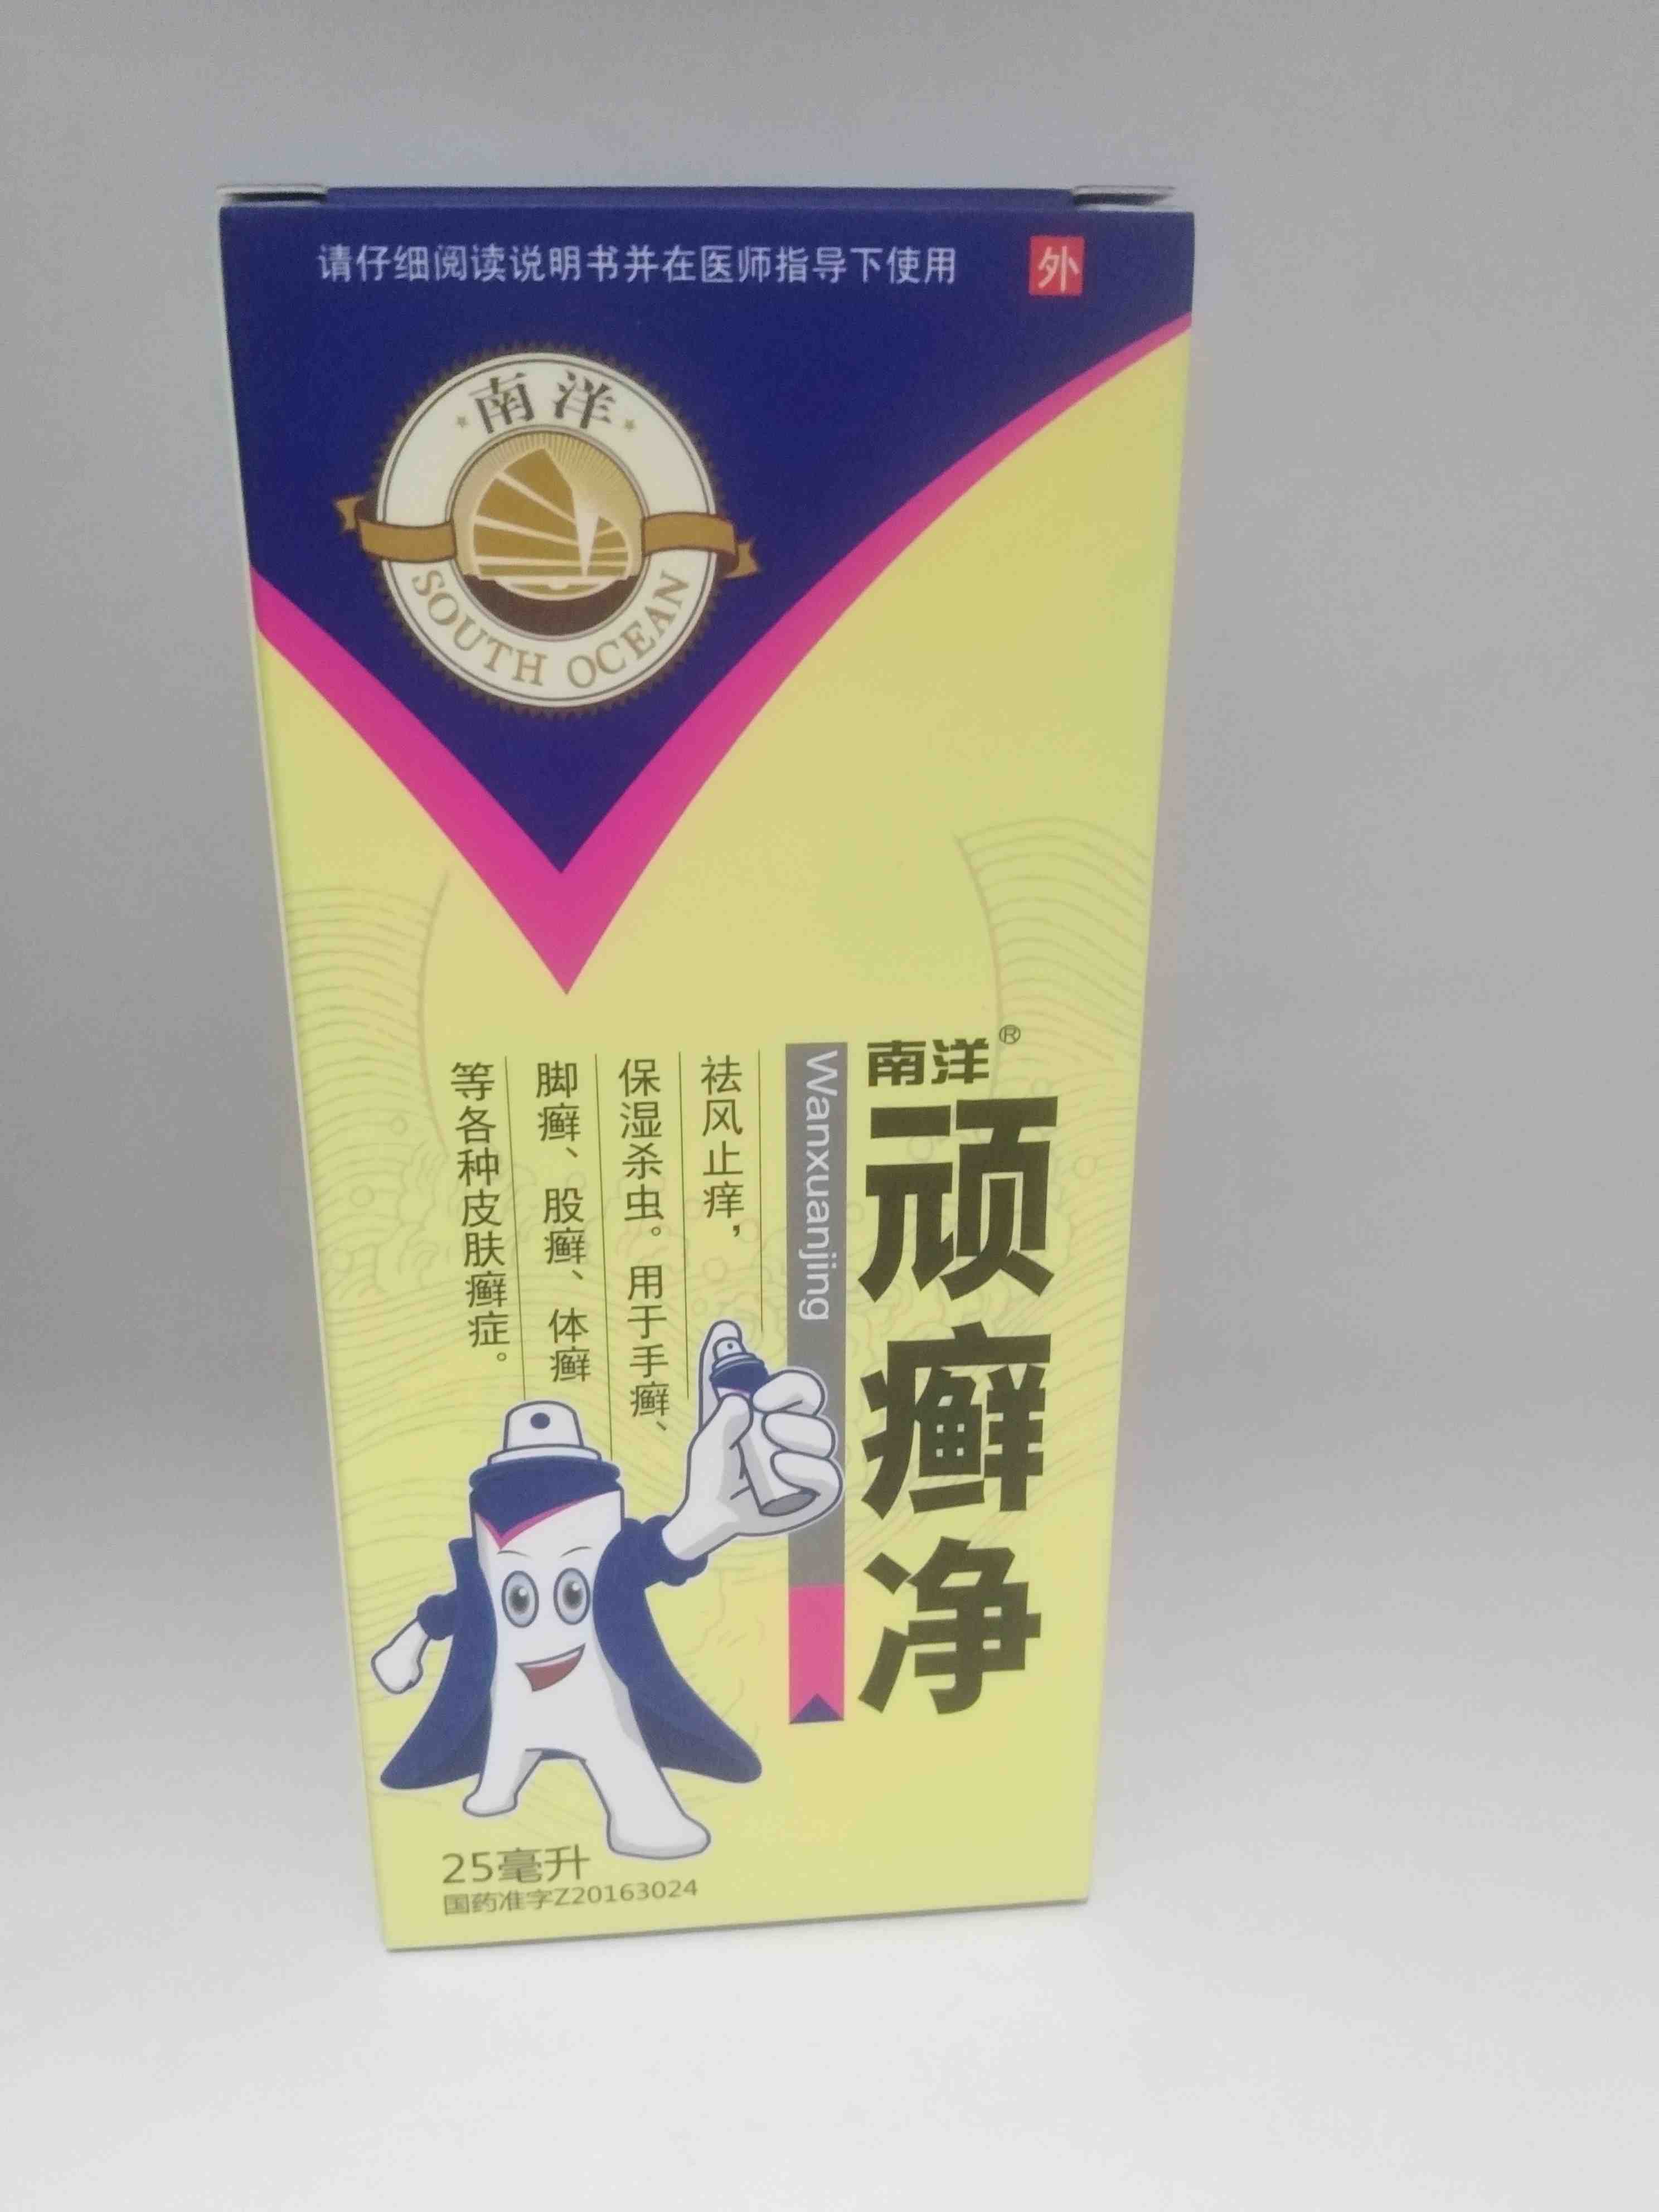 请仔细阅读说明书并在医师指导下使用
外
南洋
SOUTH OCEAN
南洋®
顽癣净
Wanxuanjing
祛风止痒，
保湿杀虫。用于手癣、
脚癣、股癣、体癣
等各种皮肤癣症。
25毫升
国药准字Z20163024